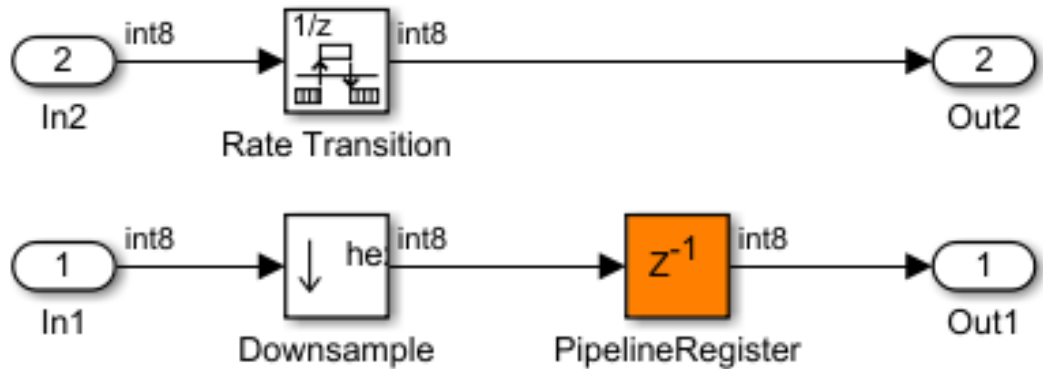 int8 1/z int8
2 2
In2 Rate Transition Out2
int8 he int8 z-1 int8
1 1
In1 Downsample PipelineRegister Out1